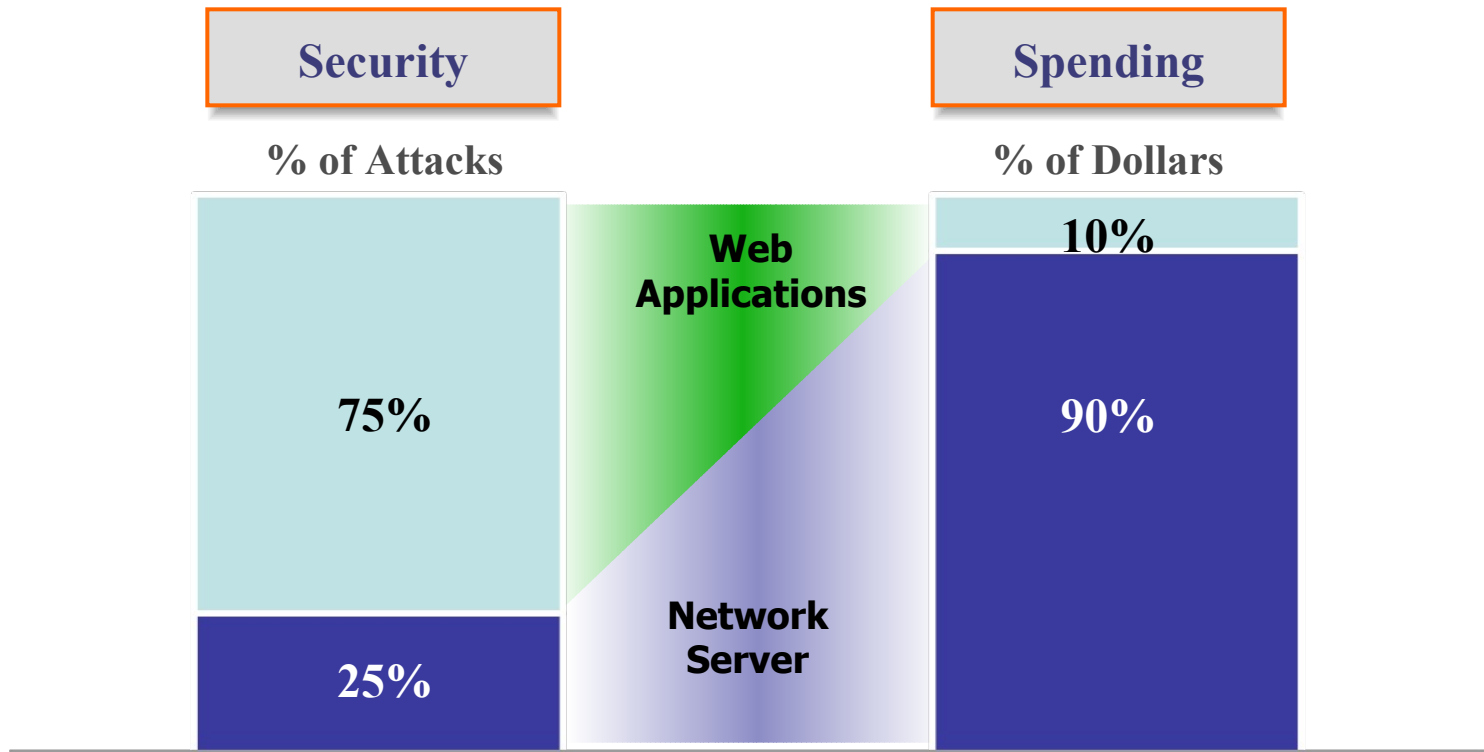 Security
Spending
% of Attacks
% of Dollars
Web
Applications
10%
75%
90%
Network
Server
25%